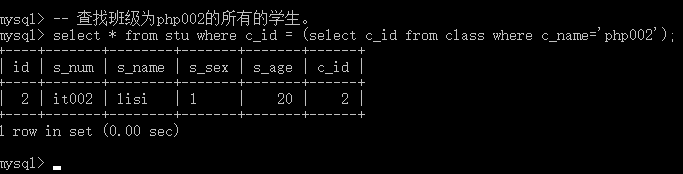 mysql> -- 查找班级为php002的所有的学生。
mysql> select * from stu where c_id = (select c_id from class where c_name='php002');
+----+-------+--------+-------+-------+------+
| id | s_num | s_name | s_sex | s_age | c_id |
+----+-------+--------+-------+-------+------+
| 2 | it002 | lisi | 1 | 20 | 2 |
+----+-------+--------+-------+-------+------+
1 row in set (0.00 sec)
mysql>